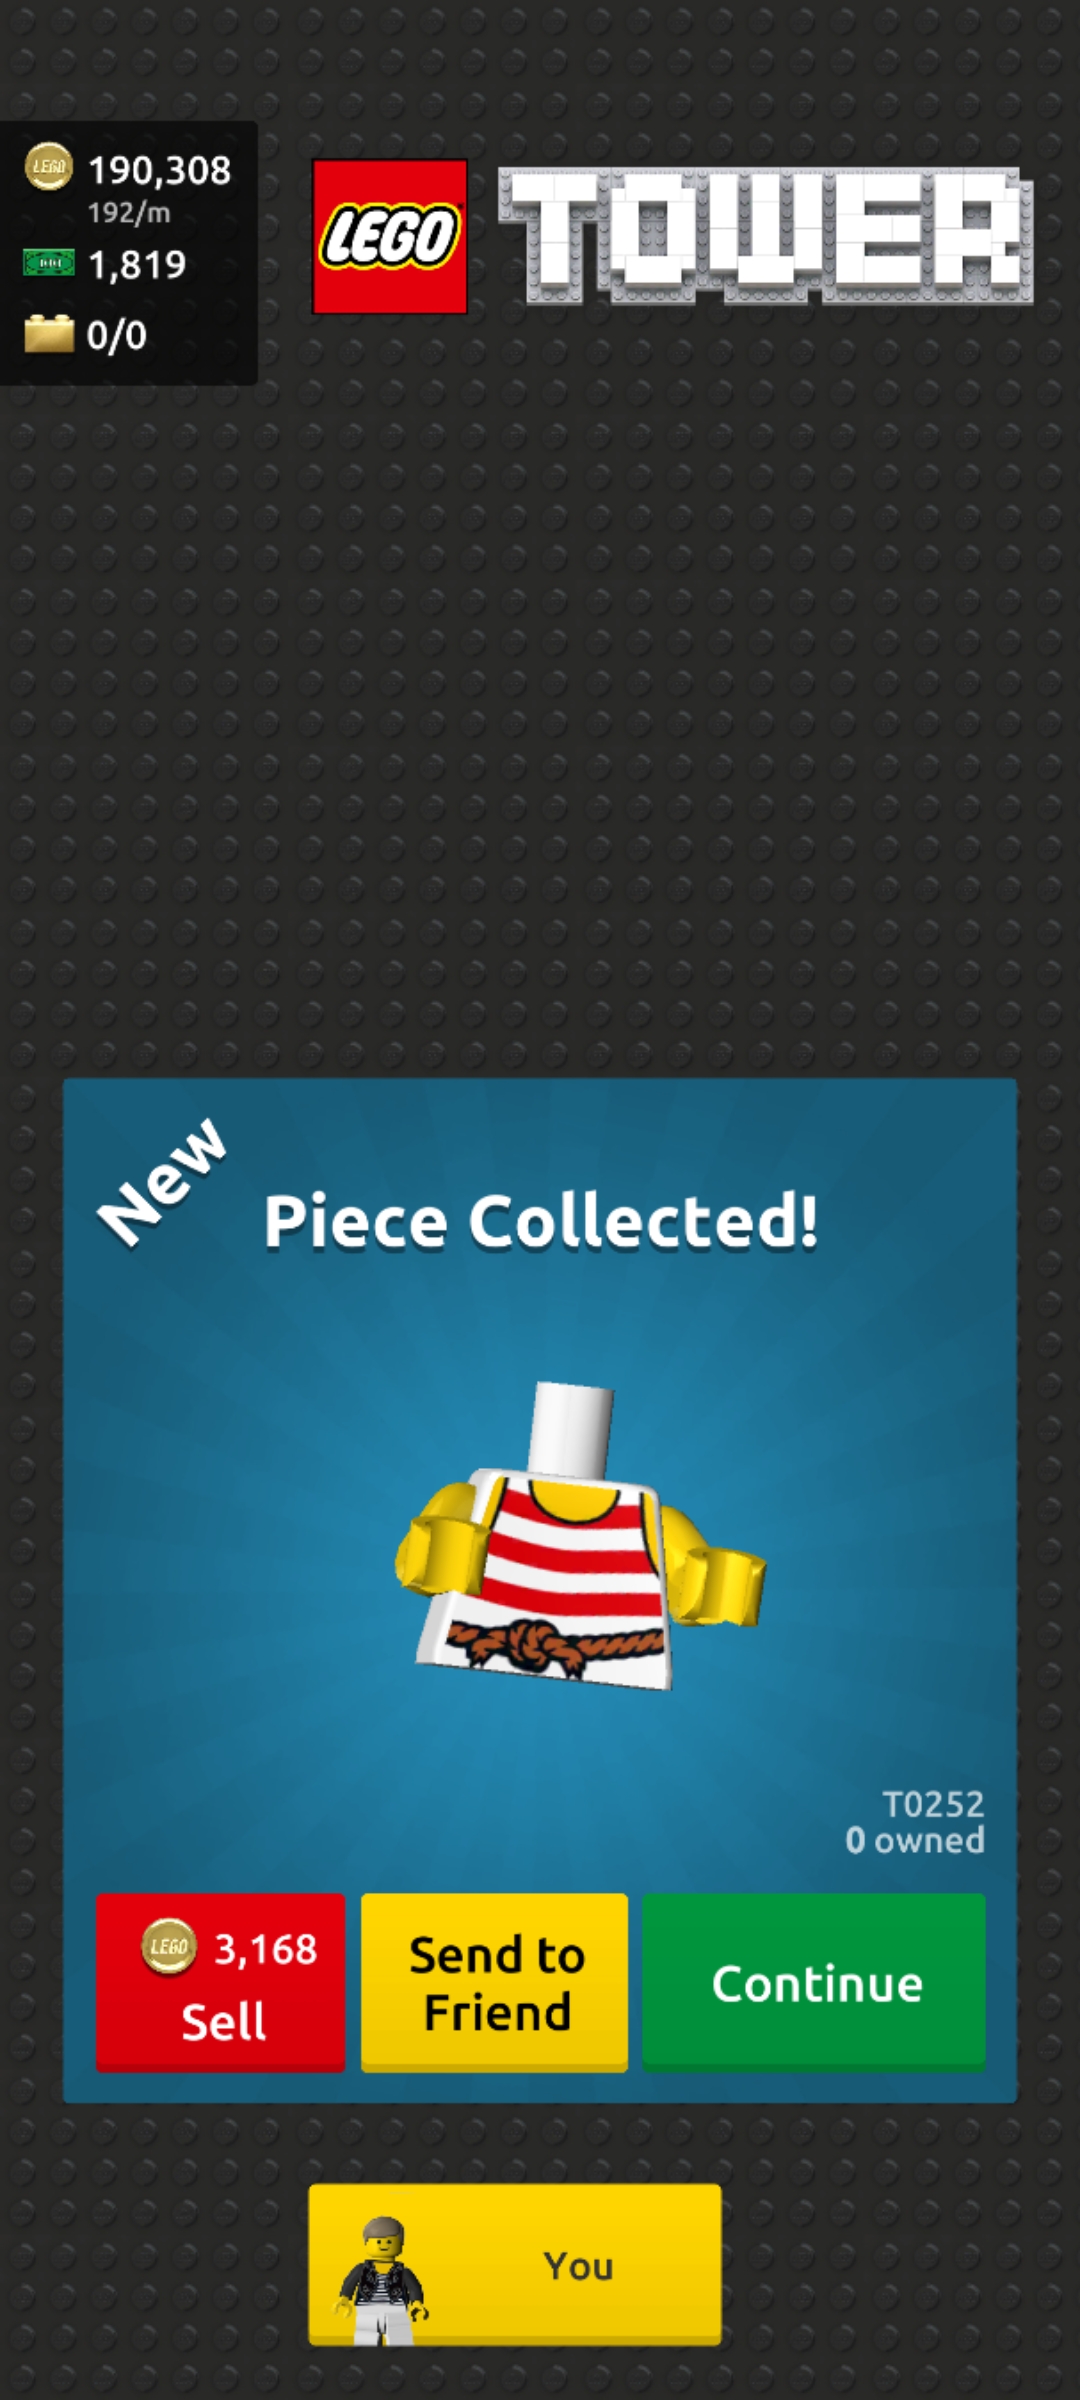 LEGO 190,308
192/m
1,819
0/0
LEGO TOWER
New
Piece Collected!
T0252
0 owned
LEGO 3,168
Sell
Send to
Friend
Continue
You